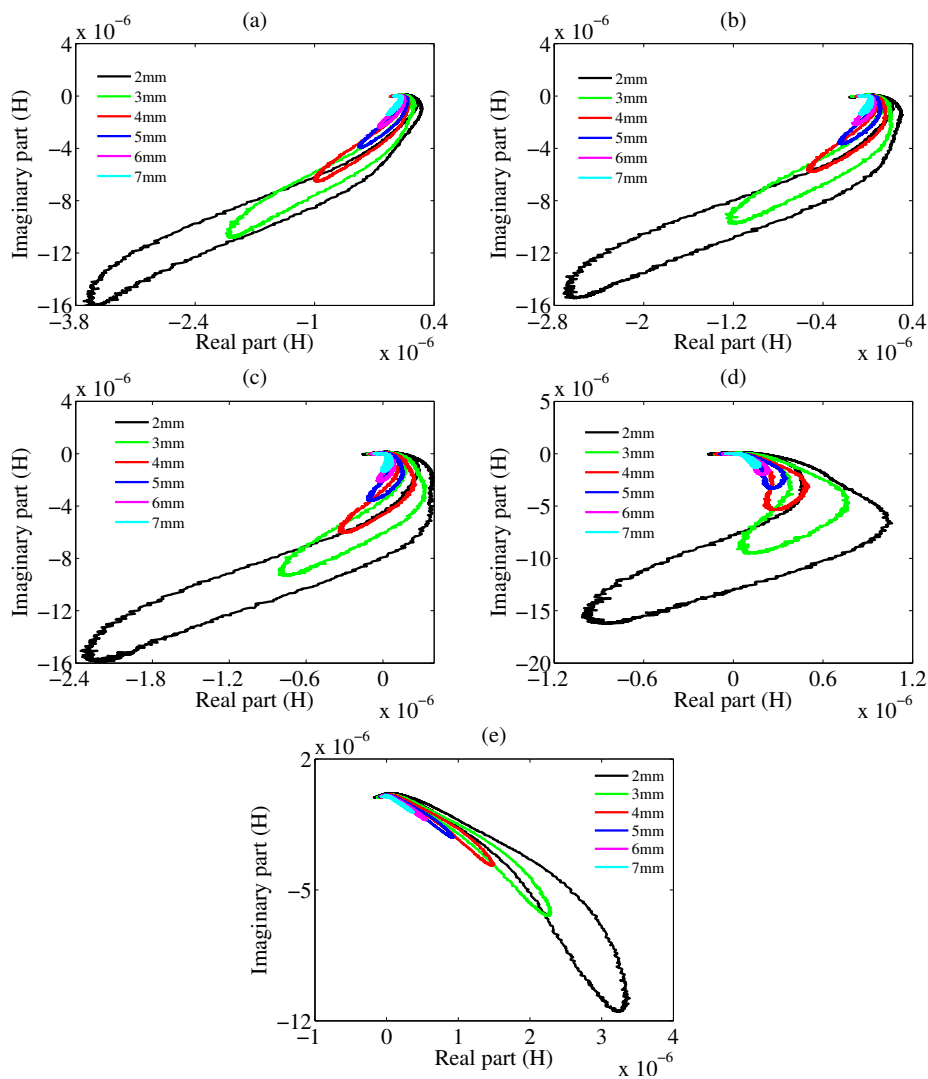 (a)
x 10⁻⁶
4
0
−4
−8
−12
−16
−3.8
−2.4
−1
0.4
Imaginary part (H)
Real part (H)
x 10⁻⁶
2mm
3mm
4mm
5mm
6mm
7mm
(b)
x 10⁻⁶
4
0
−4
−8
−12
−16
−2.8
−2
−1.2
−0.4
0.4
Imaginary part (H)
Real part (H)
x 10⁻⁶
2mm
3mm
4mm
5mm
6mm
7mm
(c)
x 10⁻⁶
4
0
−4
−8
−12
−16
−2.4
−1.8
−1.2
−0.6
0
Imaginary part (H)
Real part (H)
x 10⁻⁶
2mm
3mm
4mm
5mm
6mm
7mm
(d)
x 10⁻⁶
5
0
−5
−10
−15
−20
−1.2
−0.6
0
0.6
1.2
Imaginary part (H)
Real part (H)
x 10⁻⁶
2mm
3mm
4mm
5mm
6mm
7mm
(e)
x 10⁻⁶
2
−5
−12
−1
0
1
2
3
4
Imaginary part (H)
Real part (H)
x 10⁻⁶
2mm
3mm
4mm
5mm
6mm
7mm